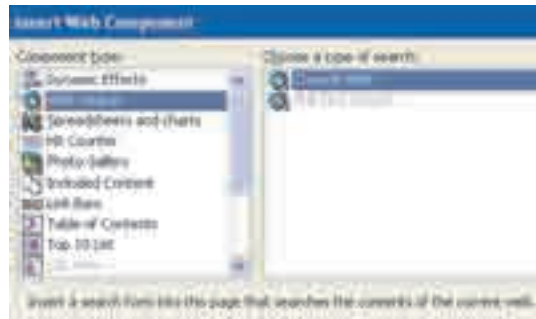 Insert Web Component
Component type:
Choose a type of search:
Dynamic Effects
Web Search
Current Web
Spreadsheets and charts
Hit Counter
Photo Gallery
Included Content
Link Bars
Table of Contents
Top 10 List
Insert a search form into this page that searches the contents of the current web.